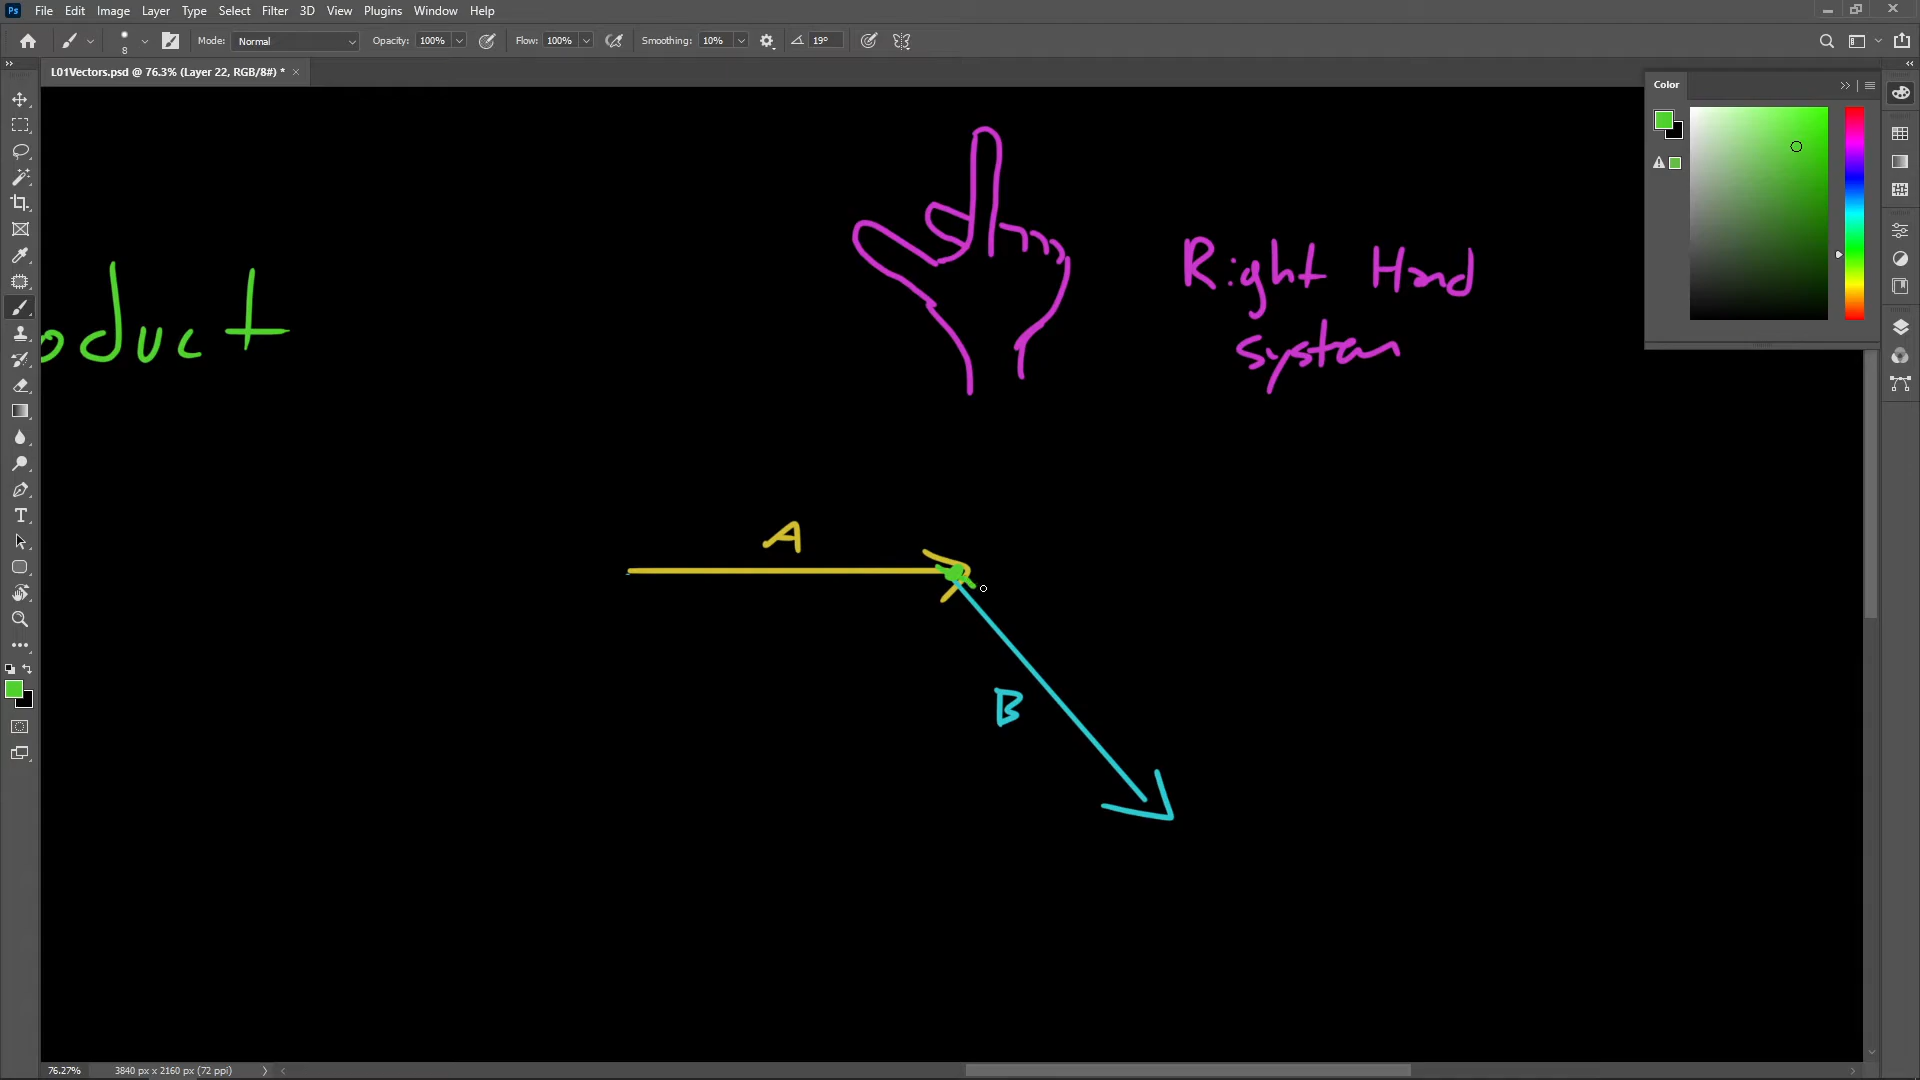 Ps File Edit Image Layer Type Select Filter 3D View Plugins Window Help
8 Mode: Normal Opacity: 100% Flow: 100% Smoothing: 10% 19°
L01Vectors.psd @ 76.3% (Layer 22, RGB/8#) * ×
Color
oduct
Right Hand
system
A
B
76.27% 3840 px x 2160 px (72 ppi)